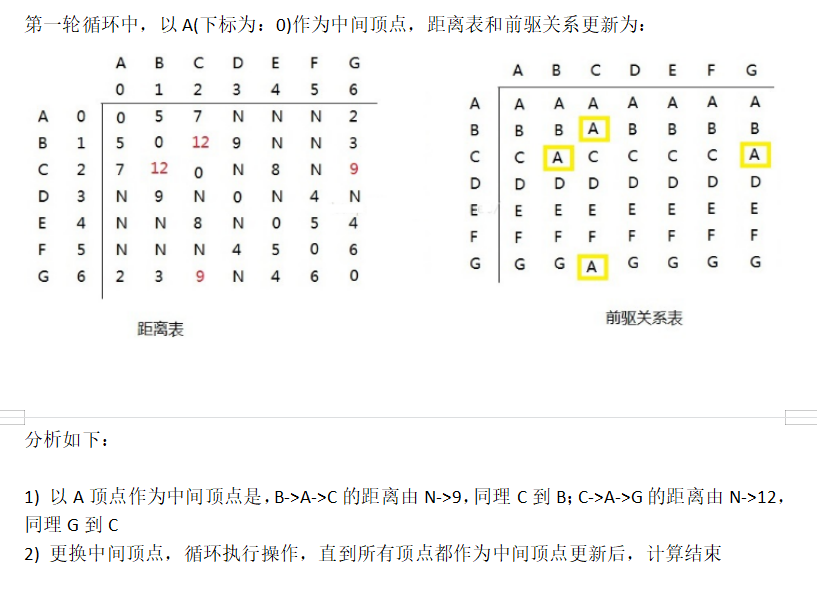 第一轮循环中，以 A(下标为：0)作为中间顶点，距离表和前驱关系更新为：
A B C D E F G
0 1 2 3 4 5 6
A 0 0 5 7 N N N 2
B 1 5 0 12 9 N N 3
C 2 7 12 0 N 8 N 9
D 3 N 9 N 0 N 4 N
E 4 N N 8 N 0 5 4
F 5 N N N 4 5 0 6
G 6 2 3 9 N 4 6 0
距离表
A B C D E F G
A A A A A A A A
B B B A B B B B
C C A C C C C A
D D D D D D D D
E E E E E E E E
F F F F F F F F
G G G A G G G G
前驱关系表
分析如下：
1) 以 A 顶点作为中间顶点是，B->A->C 的距离由 N->9，同理 C 到 B；C->A->G 的距离由 N->12，
同理 G 到 C
2) 更换中间顶点，循环执行操作，直到所有顶点都作为中间顶点更新后，计算结束